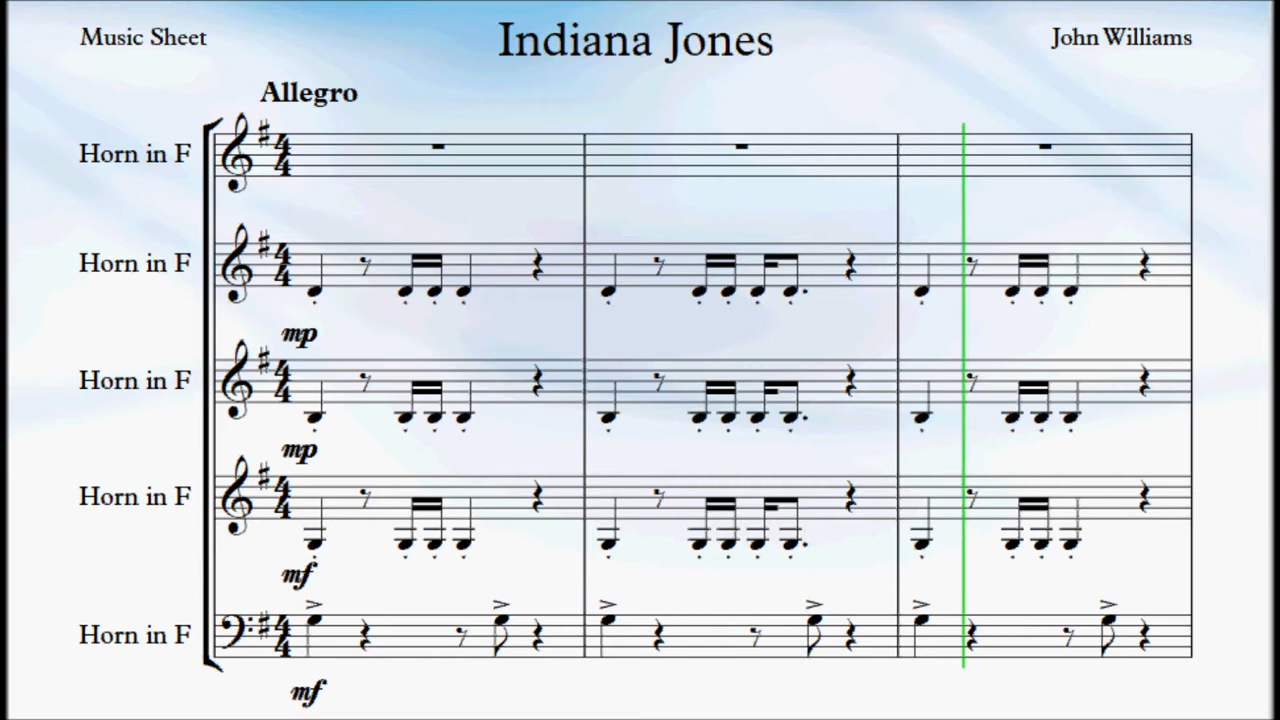 Music Sheet
Indiana Jones
John Williams
Allegro
Horn in F
Horn in F
mp
Horn in F
mp
Horn in F
mf
Horn in F
mf